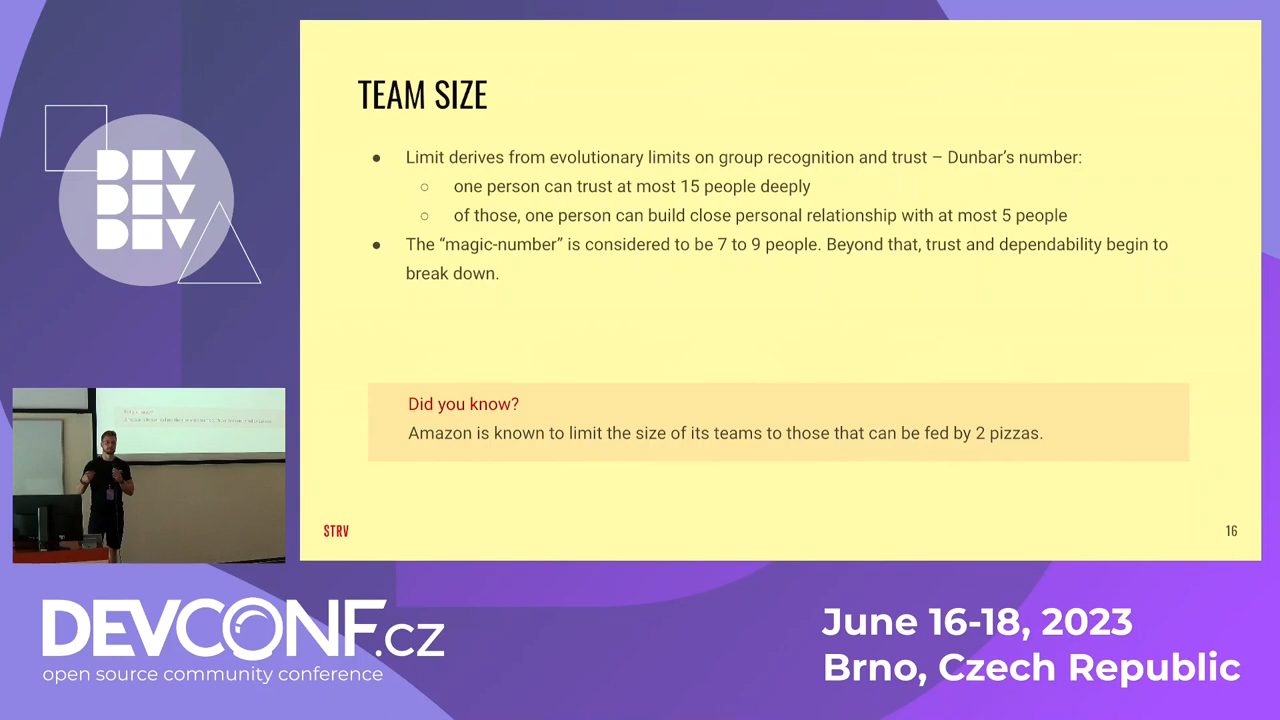 TEAM SIZE
● Limit derives from evolutionary limits on group recognition and trust – Dunbar’s number:
○ one person can trust at most 15 people deeply
○ of those, one person can build close personal relationship with at most 5 people
● The “magic-number” is considered to be 7 to 9 people. Beyond that, trust and dependability begin to
break down.
Did you know?
Amazon is known to limit the size of its teams to those that can be fed by 2 pizzas.
STRV
16
DEV
DEV
DEV
DEVCONF.cz
open source community conference
June 16-18, 2023
Brno, Czech Republic